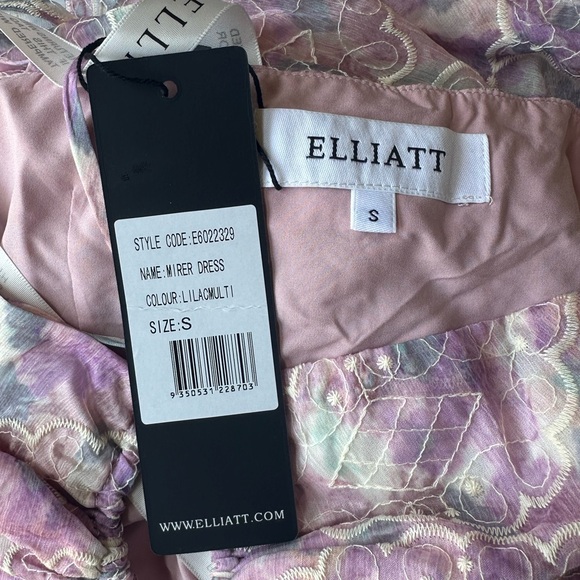 ELLIATT
S
STYLE CODE:E6022329
NAME:MIRER DRESS
COLOUR:LILACMULTI
SIZE:S
9 350531 228703
WWW.ELLIATT.COM